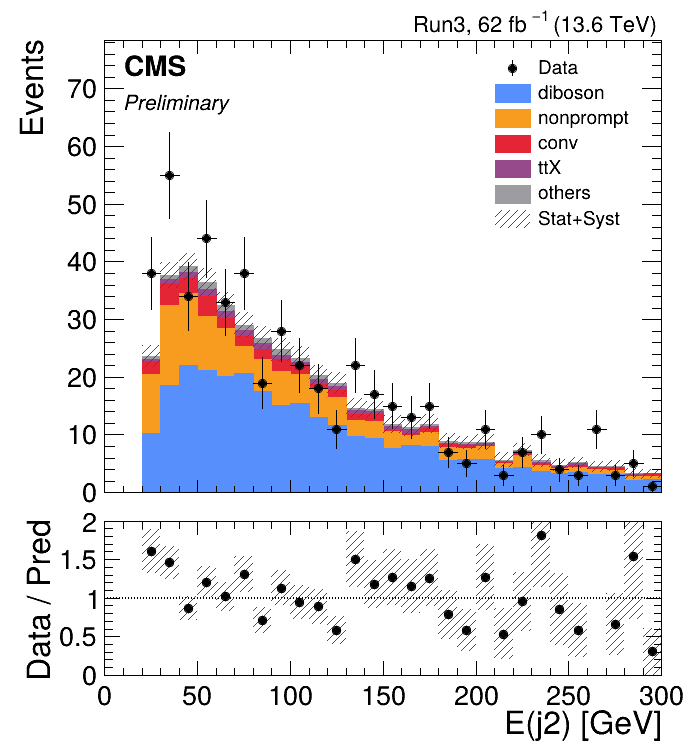 Run3, 62 fb⁻¹ (13.6 TeV)
CMS
Preliminary
Data
diboson
nonprompt
conv
ttX
others
Stat+Syst
Events
70
60
50
40
30
20
10
0
Data / Pred
2
1.5
1
0.5
0
0 50 100 150 200 250 300
E(j2) [GeV]